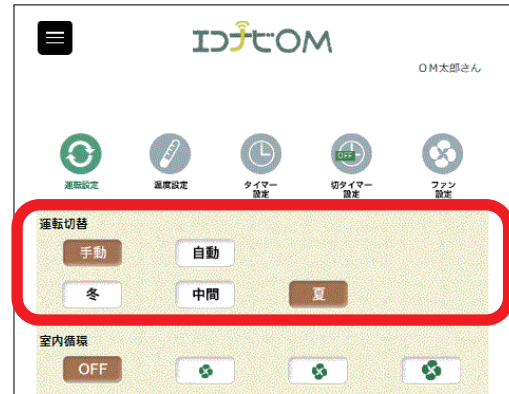 エコナビCOM
OM太郎さん
運転設定
温度設定
タイマー
設定
OFF
切タイマー
設定
ファン
設定
運転切替
手動
自動
冬
中間
夏
室内循環
OFF